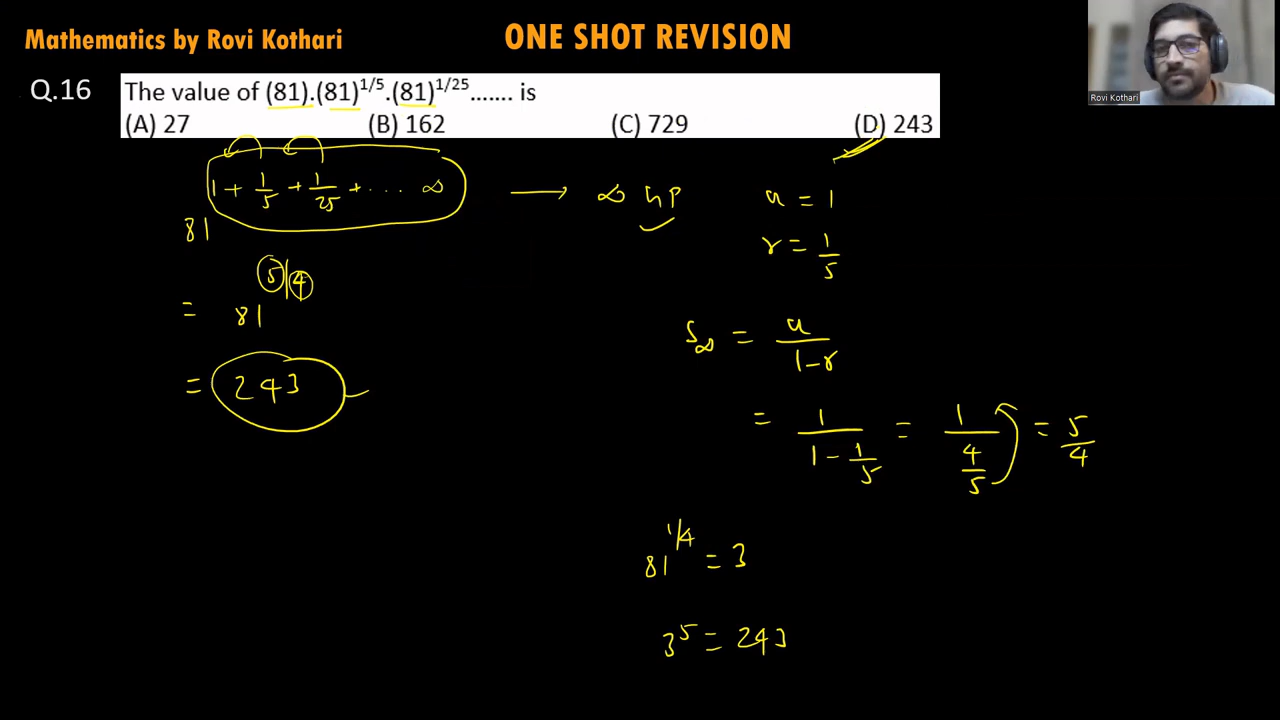 Mathematics by Rovi Kothari
ONE SHOT REVISION
Rovi Kothari
Q.16
The value of (81).(81)^1/5.(81)^1/25....... is
(A) 27 (B) 162 (C) 729 (D) 243
81^(1 + 1/5 + 1/25 + .... ∞) → ∞ GP
a = 1
r = 1/5
= 81^5/4
= 243
S∞ = a/(1-r)
= 1/(1 - 1/5) = 1/(4/5) = 5/4
81^1/4 = 3
3^5 = 243